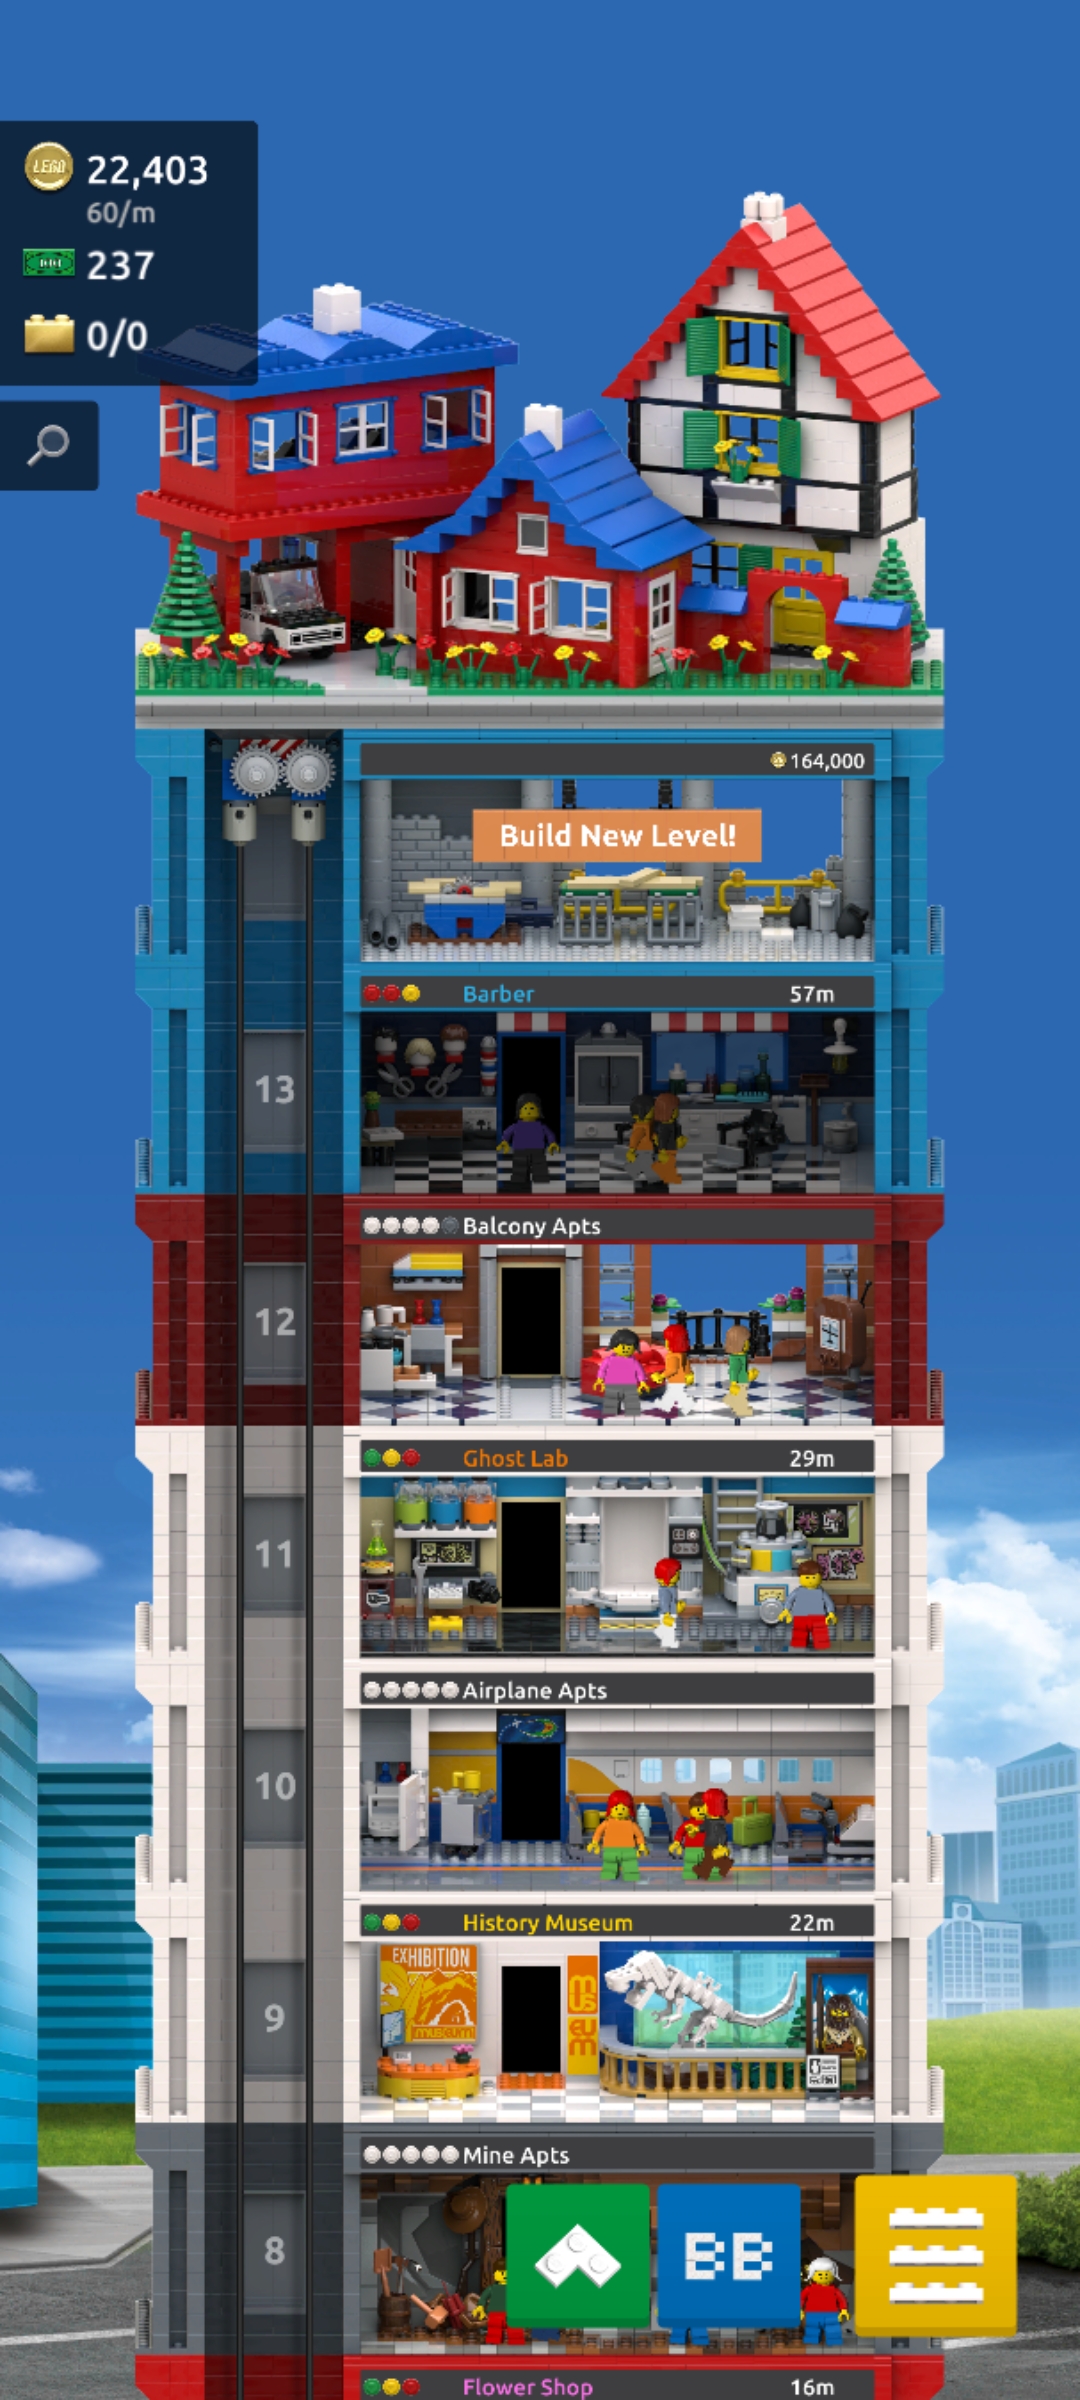 LEGO 22,403
60/m
237
0/0
164,000
Build New Level!
Barber 57m
13
Balcony Apts
12
Ghost Lab 29m
11
Airplane Apts
10
History Museum 22m
EXHIBITION
museum
9
Mine Apts
8
BB
Flower Shop 16m